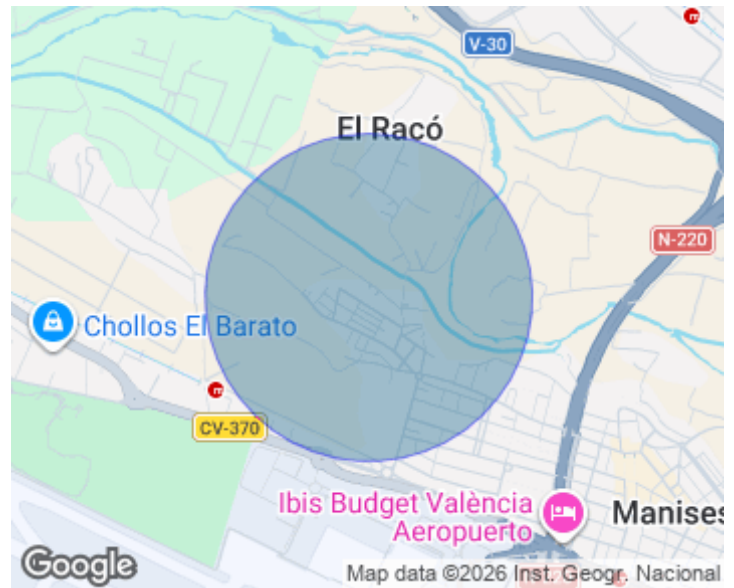 V-30
El Racó
N-220
Chollos El Barato
CV-370
Ibis Budget València
Aeropuerto
Manises
Google
Map data ©2026 Inst. Geogr. Nacional